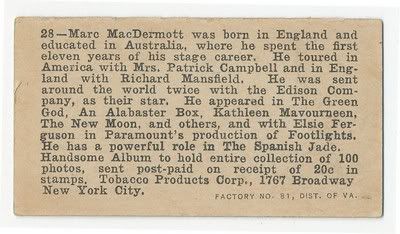 28—Marc MacDermott was born in England and
educated in Australia, where he spent the first
eleven years of his stage career. He toured in
America with Mrs. Patrick Campbell and in Eng-
land with Richard Mansfield. He was sent
around the world twice with the Edison Com-
pany, as their star. He appeared in The Green
God, An Alabaster Box, Kathleen Mavourneen,
The New Moon, and others, and with Elsie Fer-
guson in Paramount's production of Footlights.
He has a powerful role in The Spanish Jade.
Handsome Album to hold entire collection of 100
photos, sent post-paid on receipt of 20c in
stamps, Tobacco Products Corp., 1767 Broadway
New York City.
FACTORY NO. 81, DIST. OF VA.